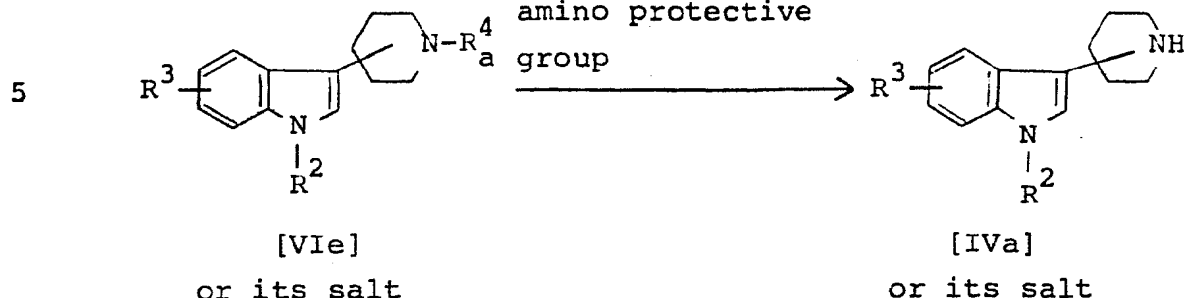 amino protective
group
5
R3
N-R4a
N
R2
R3
NH
N
R2
[VIe]
[IVa]
or its salt
or its salt